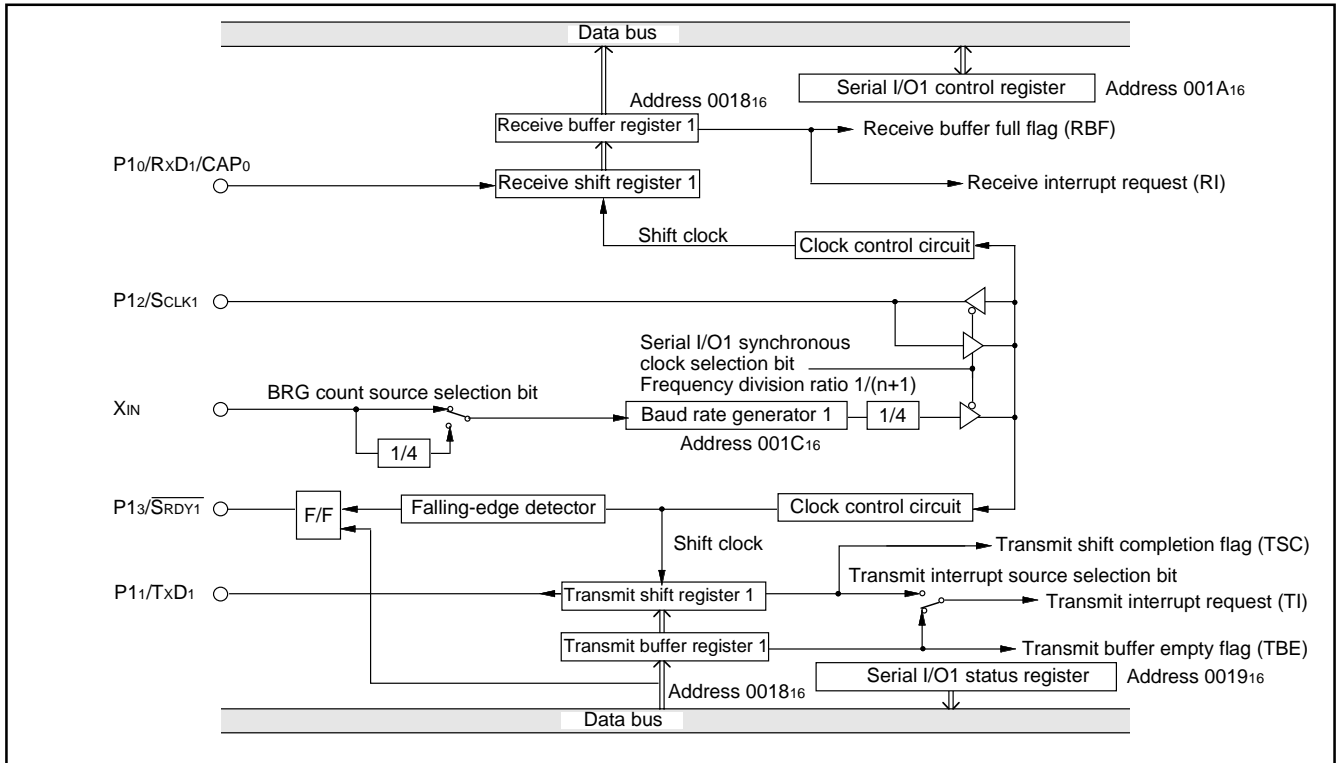 Data bus
Serial I/O1 control register
Address 001A16
Address 001816
Receive buffer register 1
Receive buffer full flag (RBF)
P10/RxD1/CAP0
Receive shift register 1
Receive interrupt request (RI)
Shift clock
Clock control circuit
P12/SCLK1
Serial I/O1 synchronous
clock selection bit
Frequency division ratio 1/(n+1)
BRG count source selection bit
XIN
Baud rate generator 1
1/4
1/4
Address 001C16
P13/SRDY1
F/F
Falling-edge detector
Clock control circuit
Shift clock
Transmit shift completion flag (TSC)
Transmit interrupt source selection bit
P11/TxD1
Transmit shift register 1
Transmit interrupt request (TI)
Transmit buffer register 1
Transmit buffer empty flag (TBE)
Serial I/O1 status register
Address 001916
Address 001816
Data bus